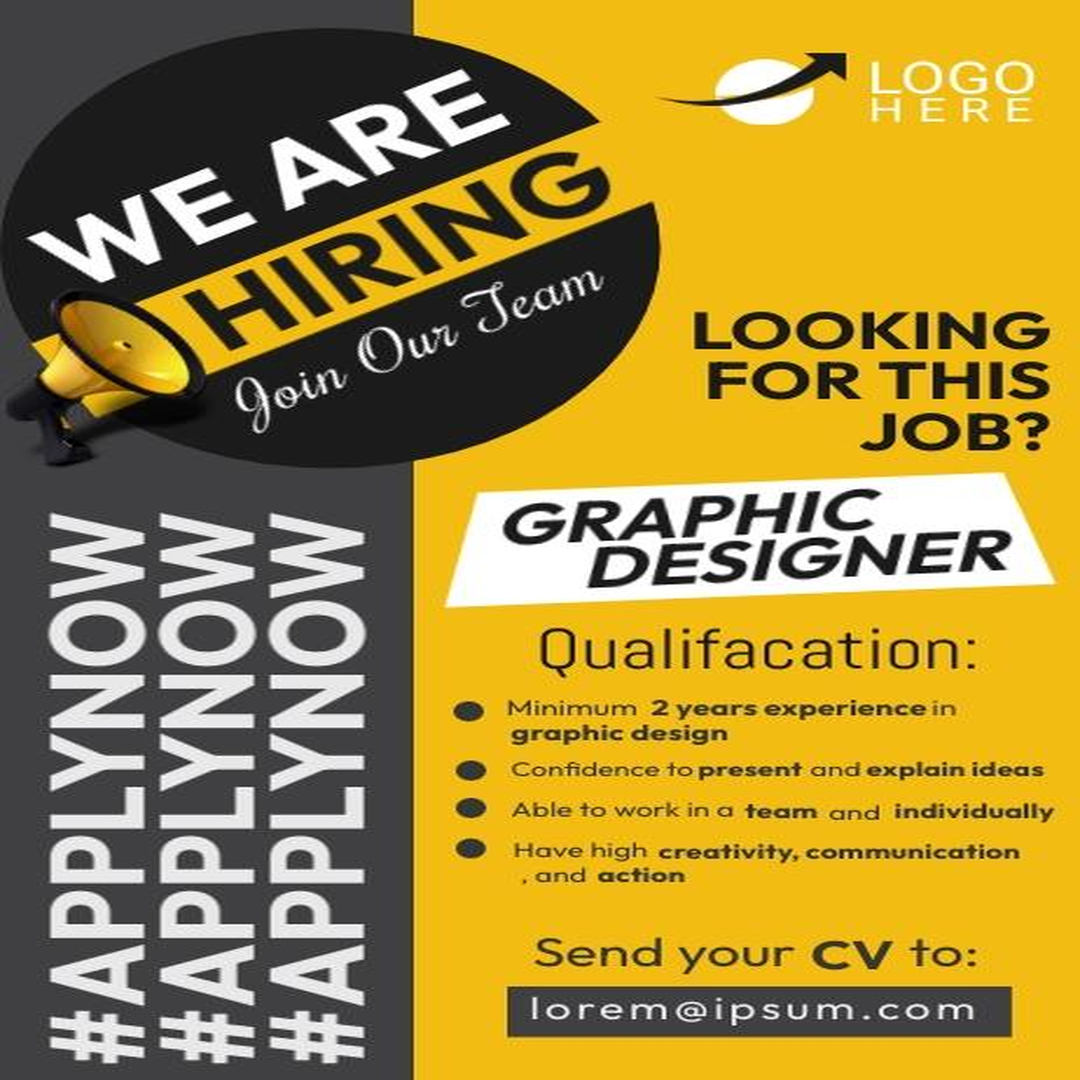 WE ARE
HIRING
Join Our Team
LOGO
HERE
LOOKING
FOR THIS
JOB?
GRAPHIC
DESIGNER
Qualifacation:
Minimum 2 years experience in
graphic design
Confidence to present and explain ideas
Able to work in a team and individually
Have high creativity, communication
, and action
Send your CV to:
lorem@ipsum.com
#APPLYNOW
#APPLYNOW
#APPLYNOW